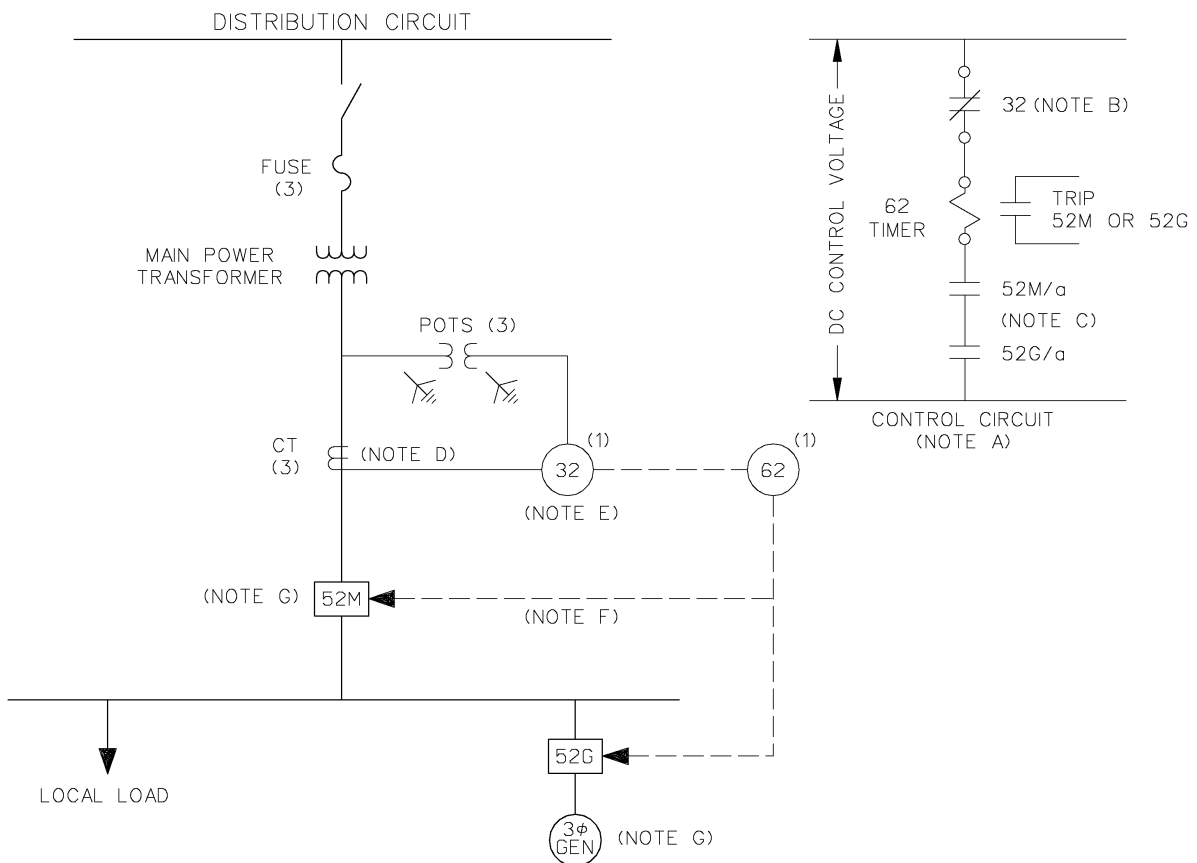 DISTRIBUTION CIRCUIT
FUSE
(3)
MAIN POWER
TRANSFORMER
POTS (3)
CT
(3)
(NOTE D)
32
(1)
(NOTE E)
62
(1)
(NOTE G)
52M
(NOTE F)
52G
LOCAL LOAD
3φ
GEN
(NOTE G)
DC CONTROL VOLTAGE
32 (NOTE B)
62
TIMER
TRIP
52M OR 52G
52M/a
(NOTE C)
52G/a
CONTROL CIRCUIT
(NOTE A)